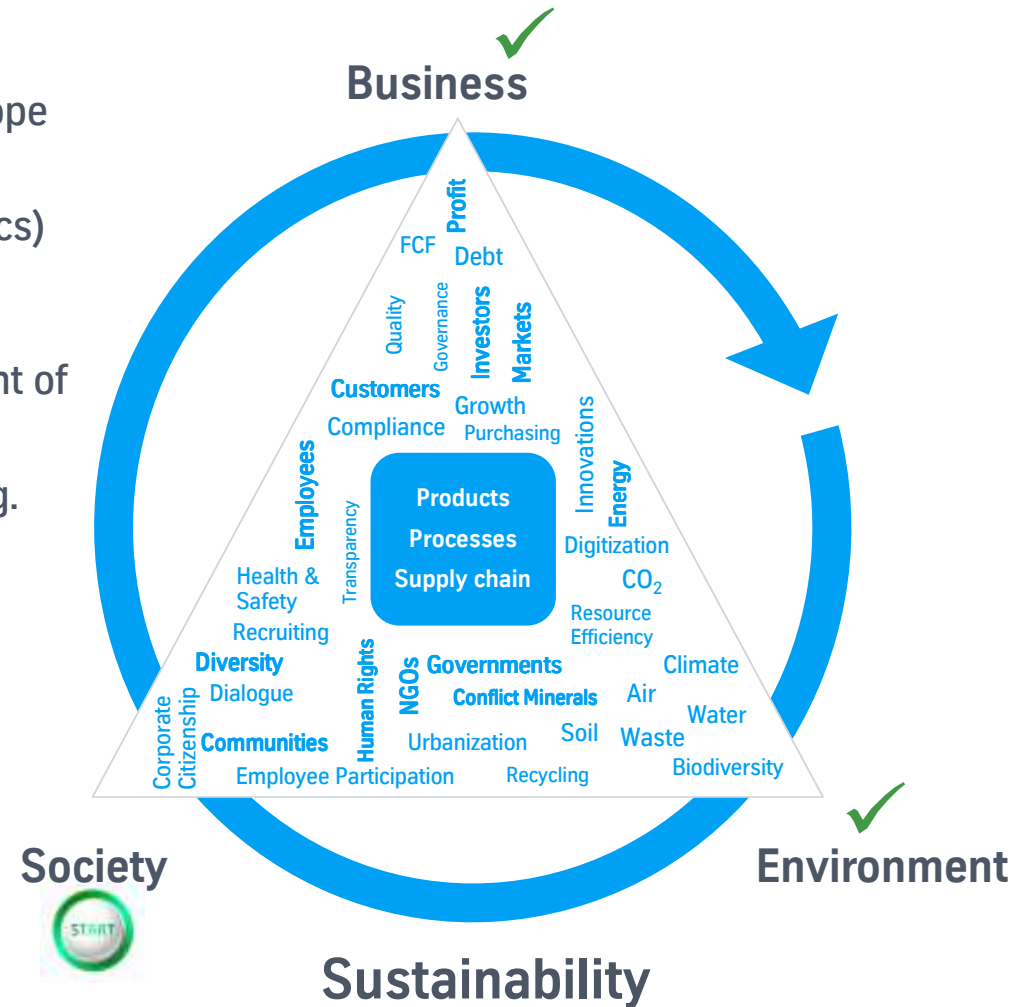 Business
ope
cs)
nt of
g.
Profit
FCF
Debt
Quality
Governance
Investors
Markets
Customers
Growth
Compliance
Purchasing
Innovations
Energy
Employees
Transparency
Products
Processes
Supply chain
Digitization
CO₂
Health &
Safety
Resource
Efficiency
Recruiting
Diversity
Human Rights
NGOs
Governments
Climate
Dialogue
Conflict Minerals
Air
Corporate
Citizenship
Water
Communities
Urbanization
Soil
Waste
Employee Participation
Recycling
Biodiversity
Society
Environment
START
Sustainability